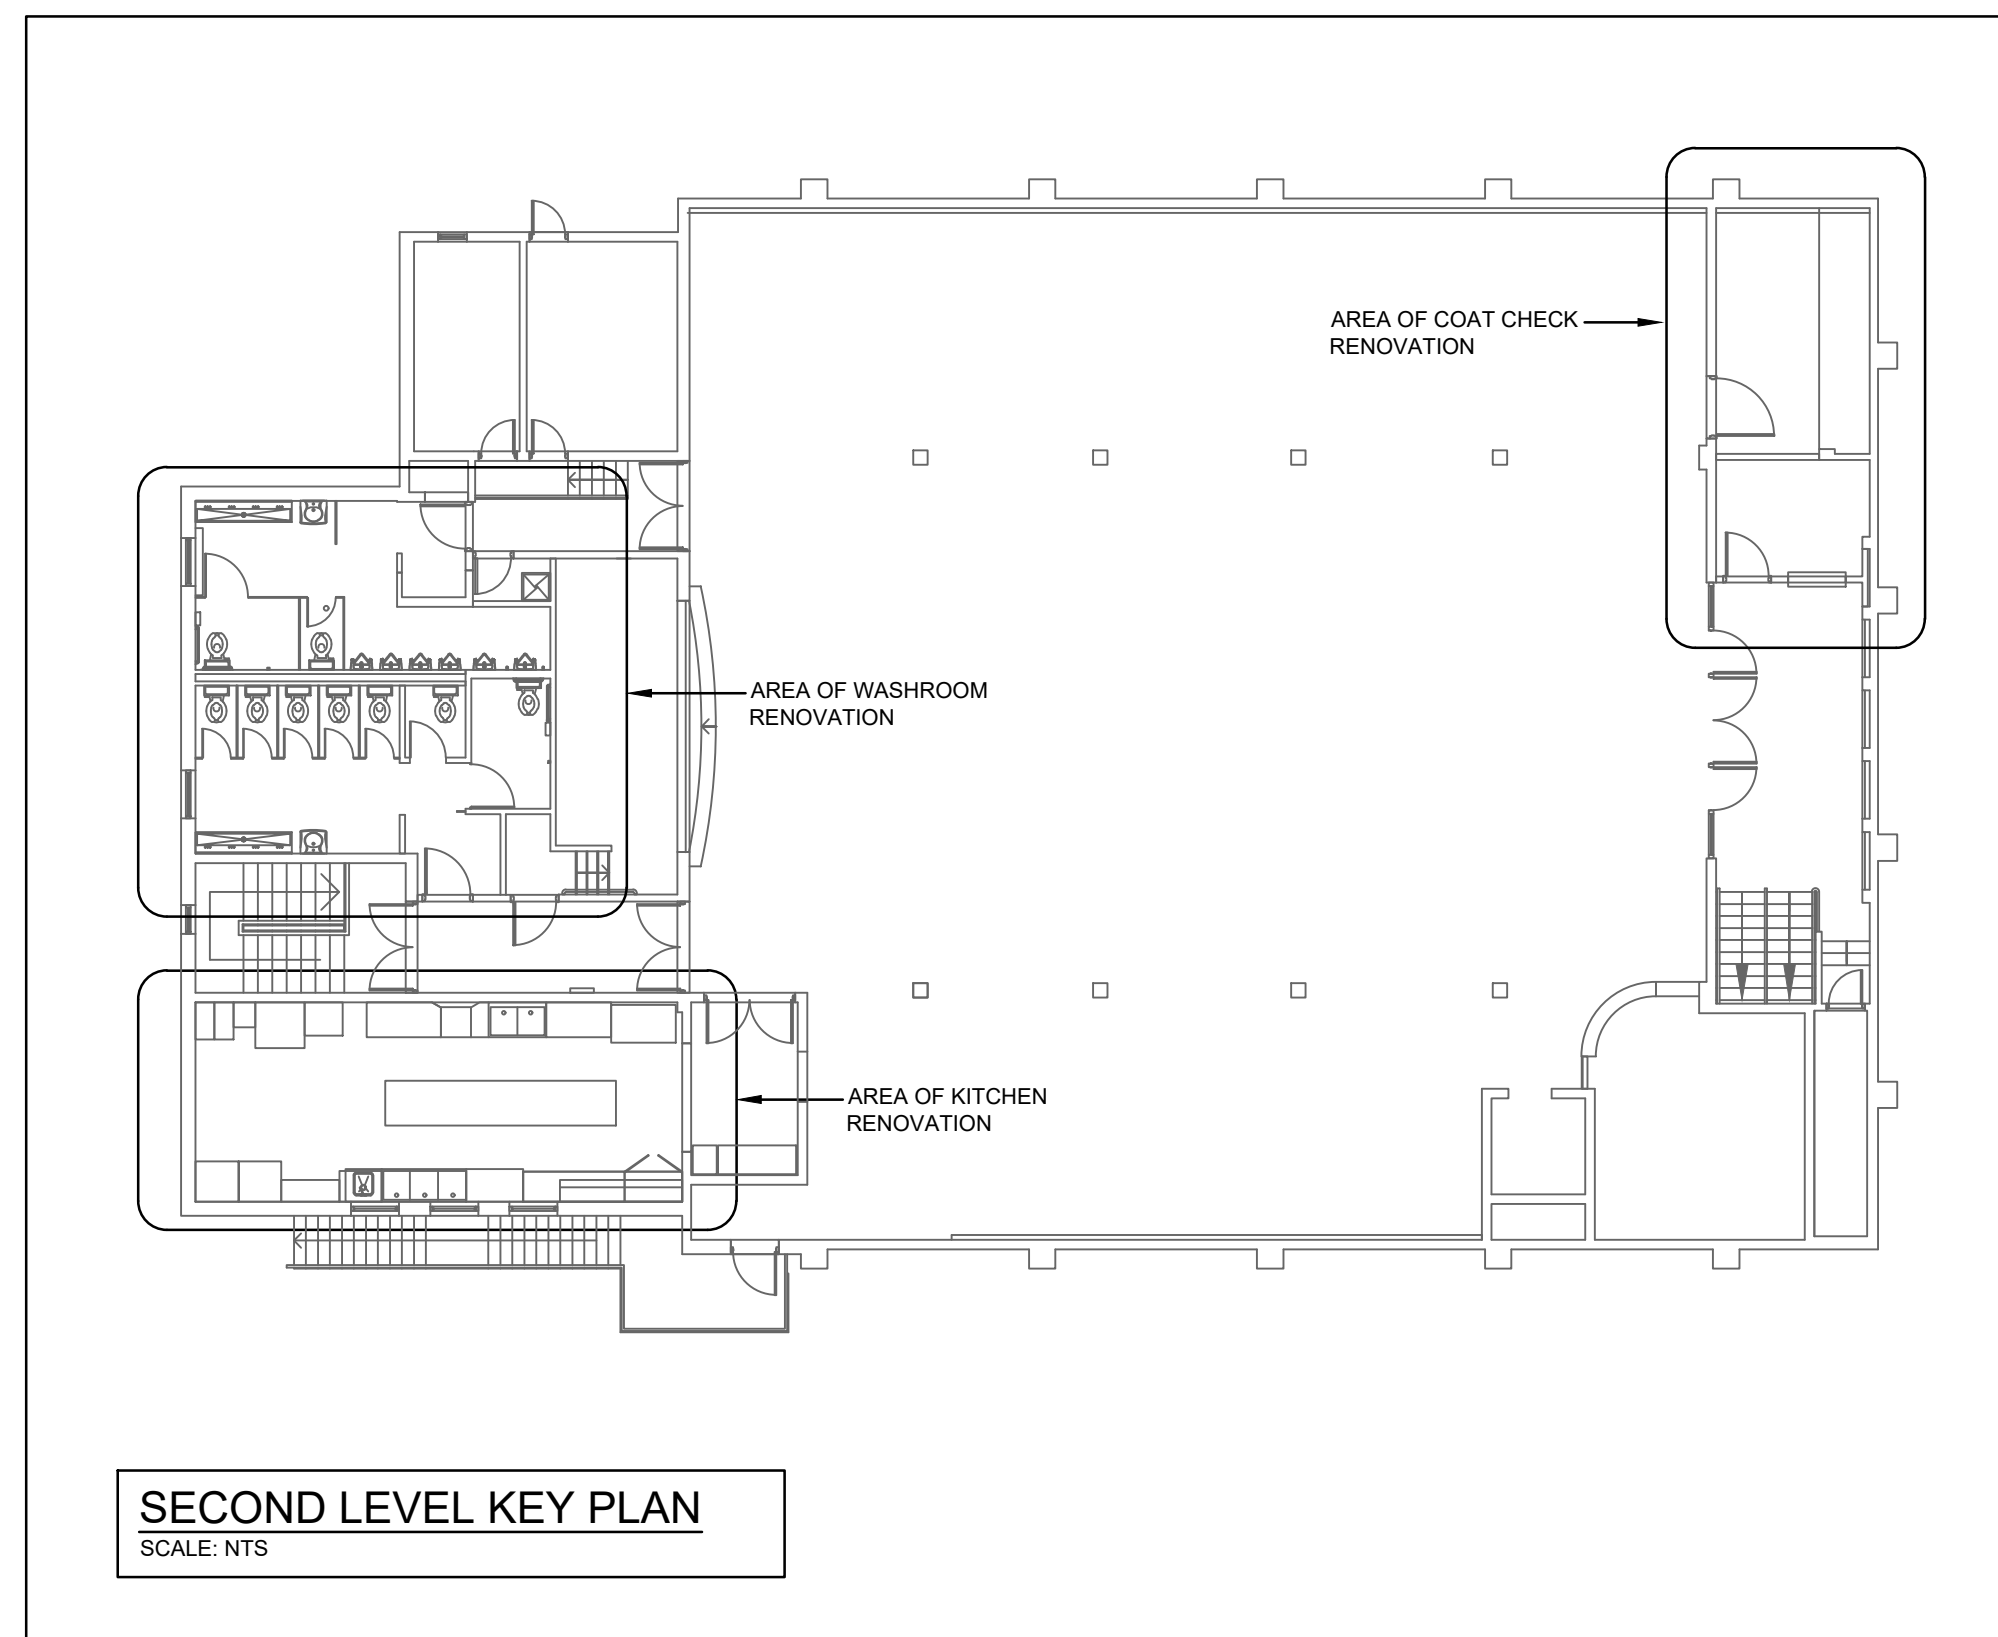 AREA OF COAT CHECK
RENOVATION
AREA OF WASHROOM
RENOVATION
AREA OF KITCHEN
RENOVATION
SECOND LEVEL KEY PLAN
SCALE: NTS